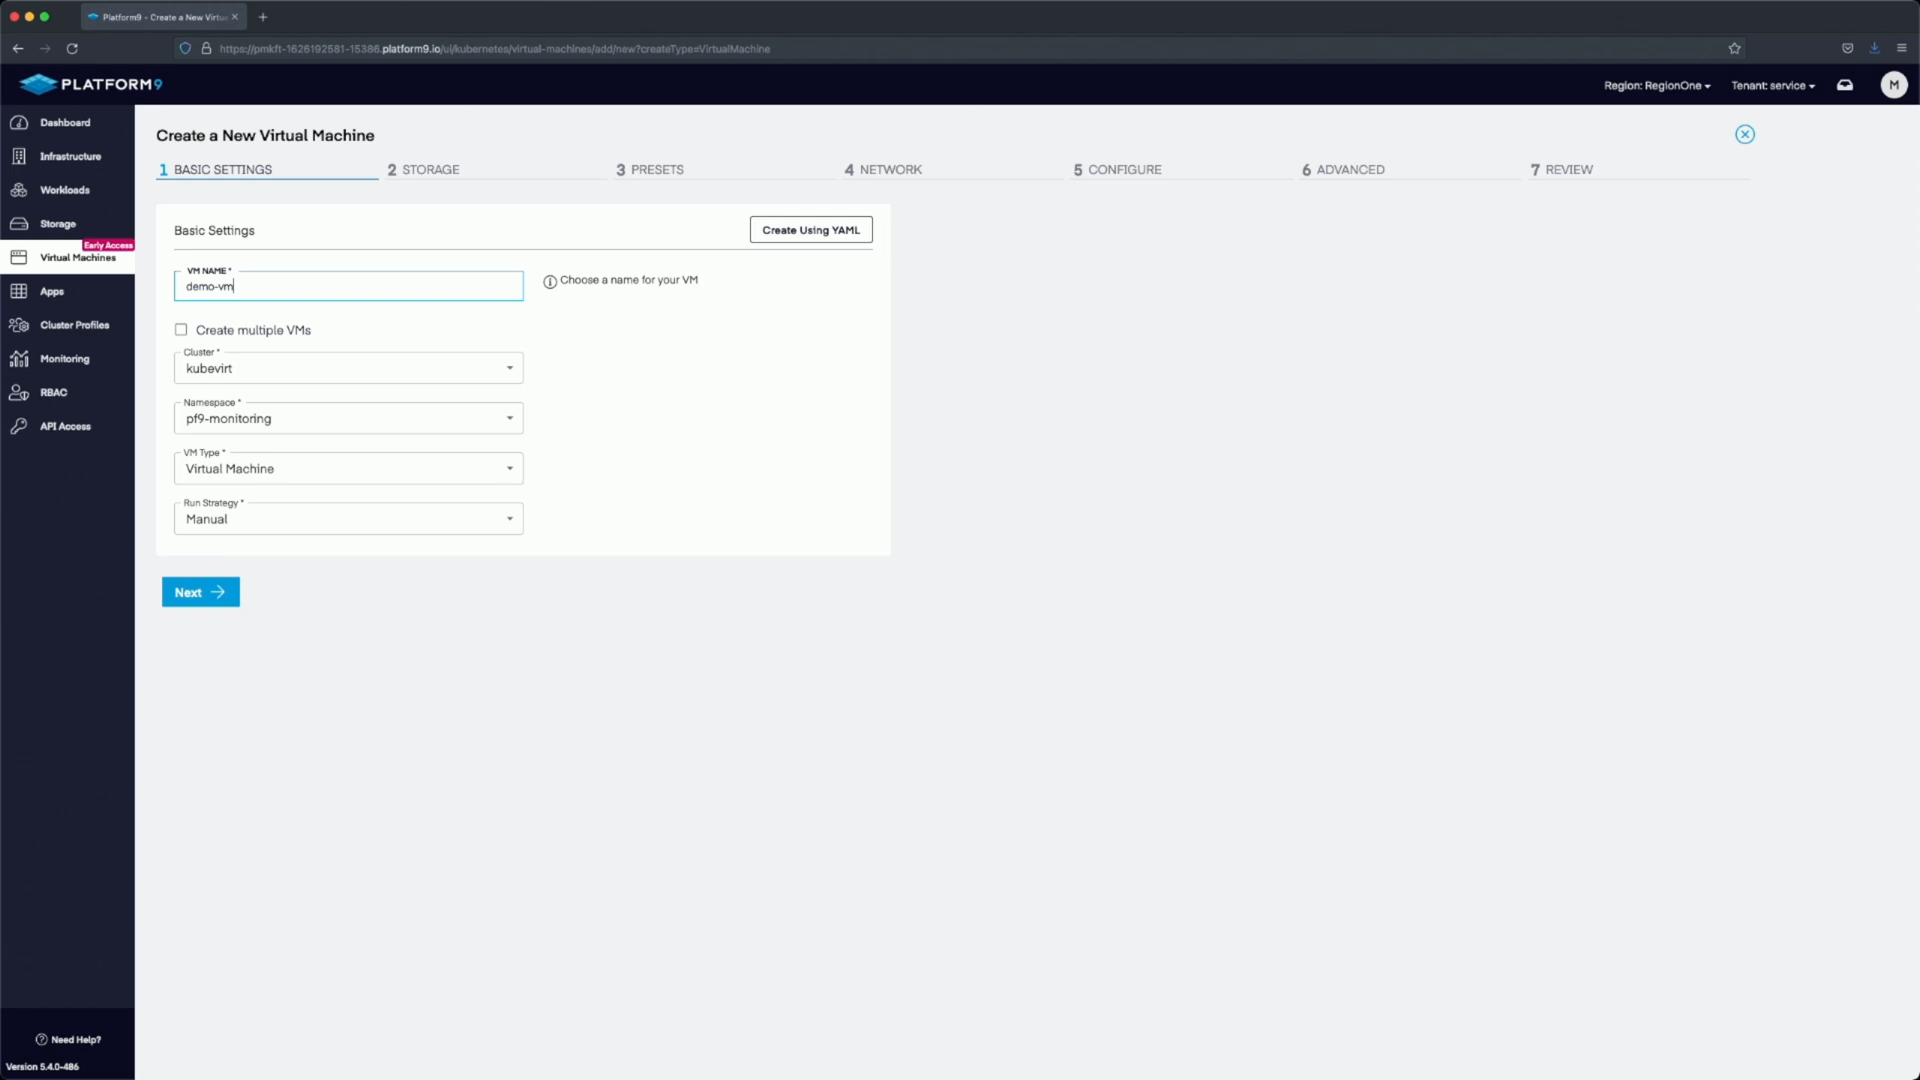 Platform9 - Create a New Virtu
https://pmkft-1626192581-15386.platform9.io/ui/kubernetes/virtual-machines/add/new?createType=VirtualMachine
PLATFORM9
Region: RegionOne
Tenant: service
M
Dashboard
Infrastructure
Workloads
Storage
Early Access
Virtual Machines
Apps
Cluster Profiles
Monitoring
RBAC
API Access
Need Help?
Version 5.4.0-486
Create a New Virtual Machine
1 BASIC SETTINGS
2 STORAGE
3 PRESETS
4 NETWORK
5 CONFIGURE
6 ADVANCED
7 REVIEW
Basic Settings
Create Using YAML
VM NAME *
demo-vm
Choose a name for your VM
Create multiple VMs
Cluster *
kubevirt
Namespace *
pf9-monitoring
VM Type *
Virtual Machine
Run Strategy *
Manual
Next